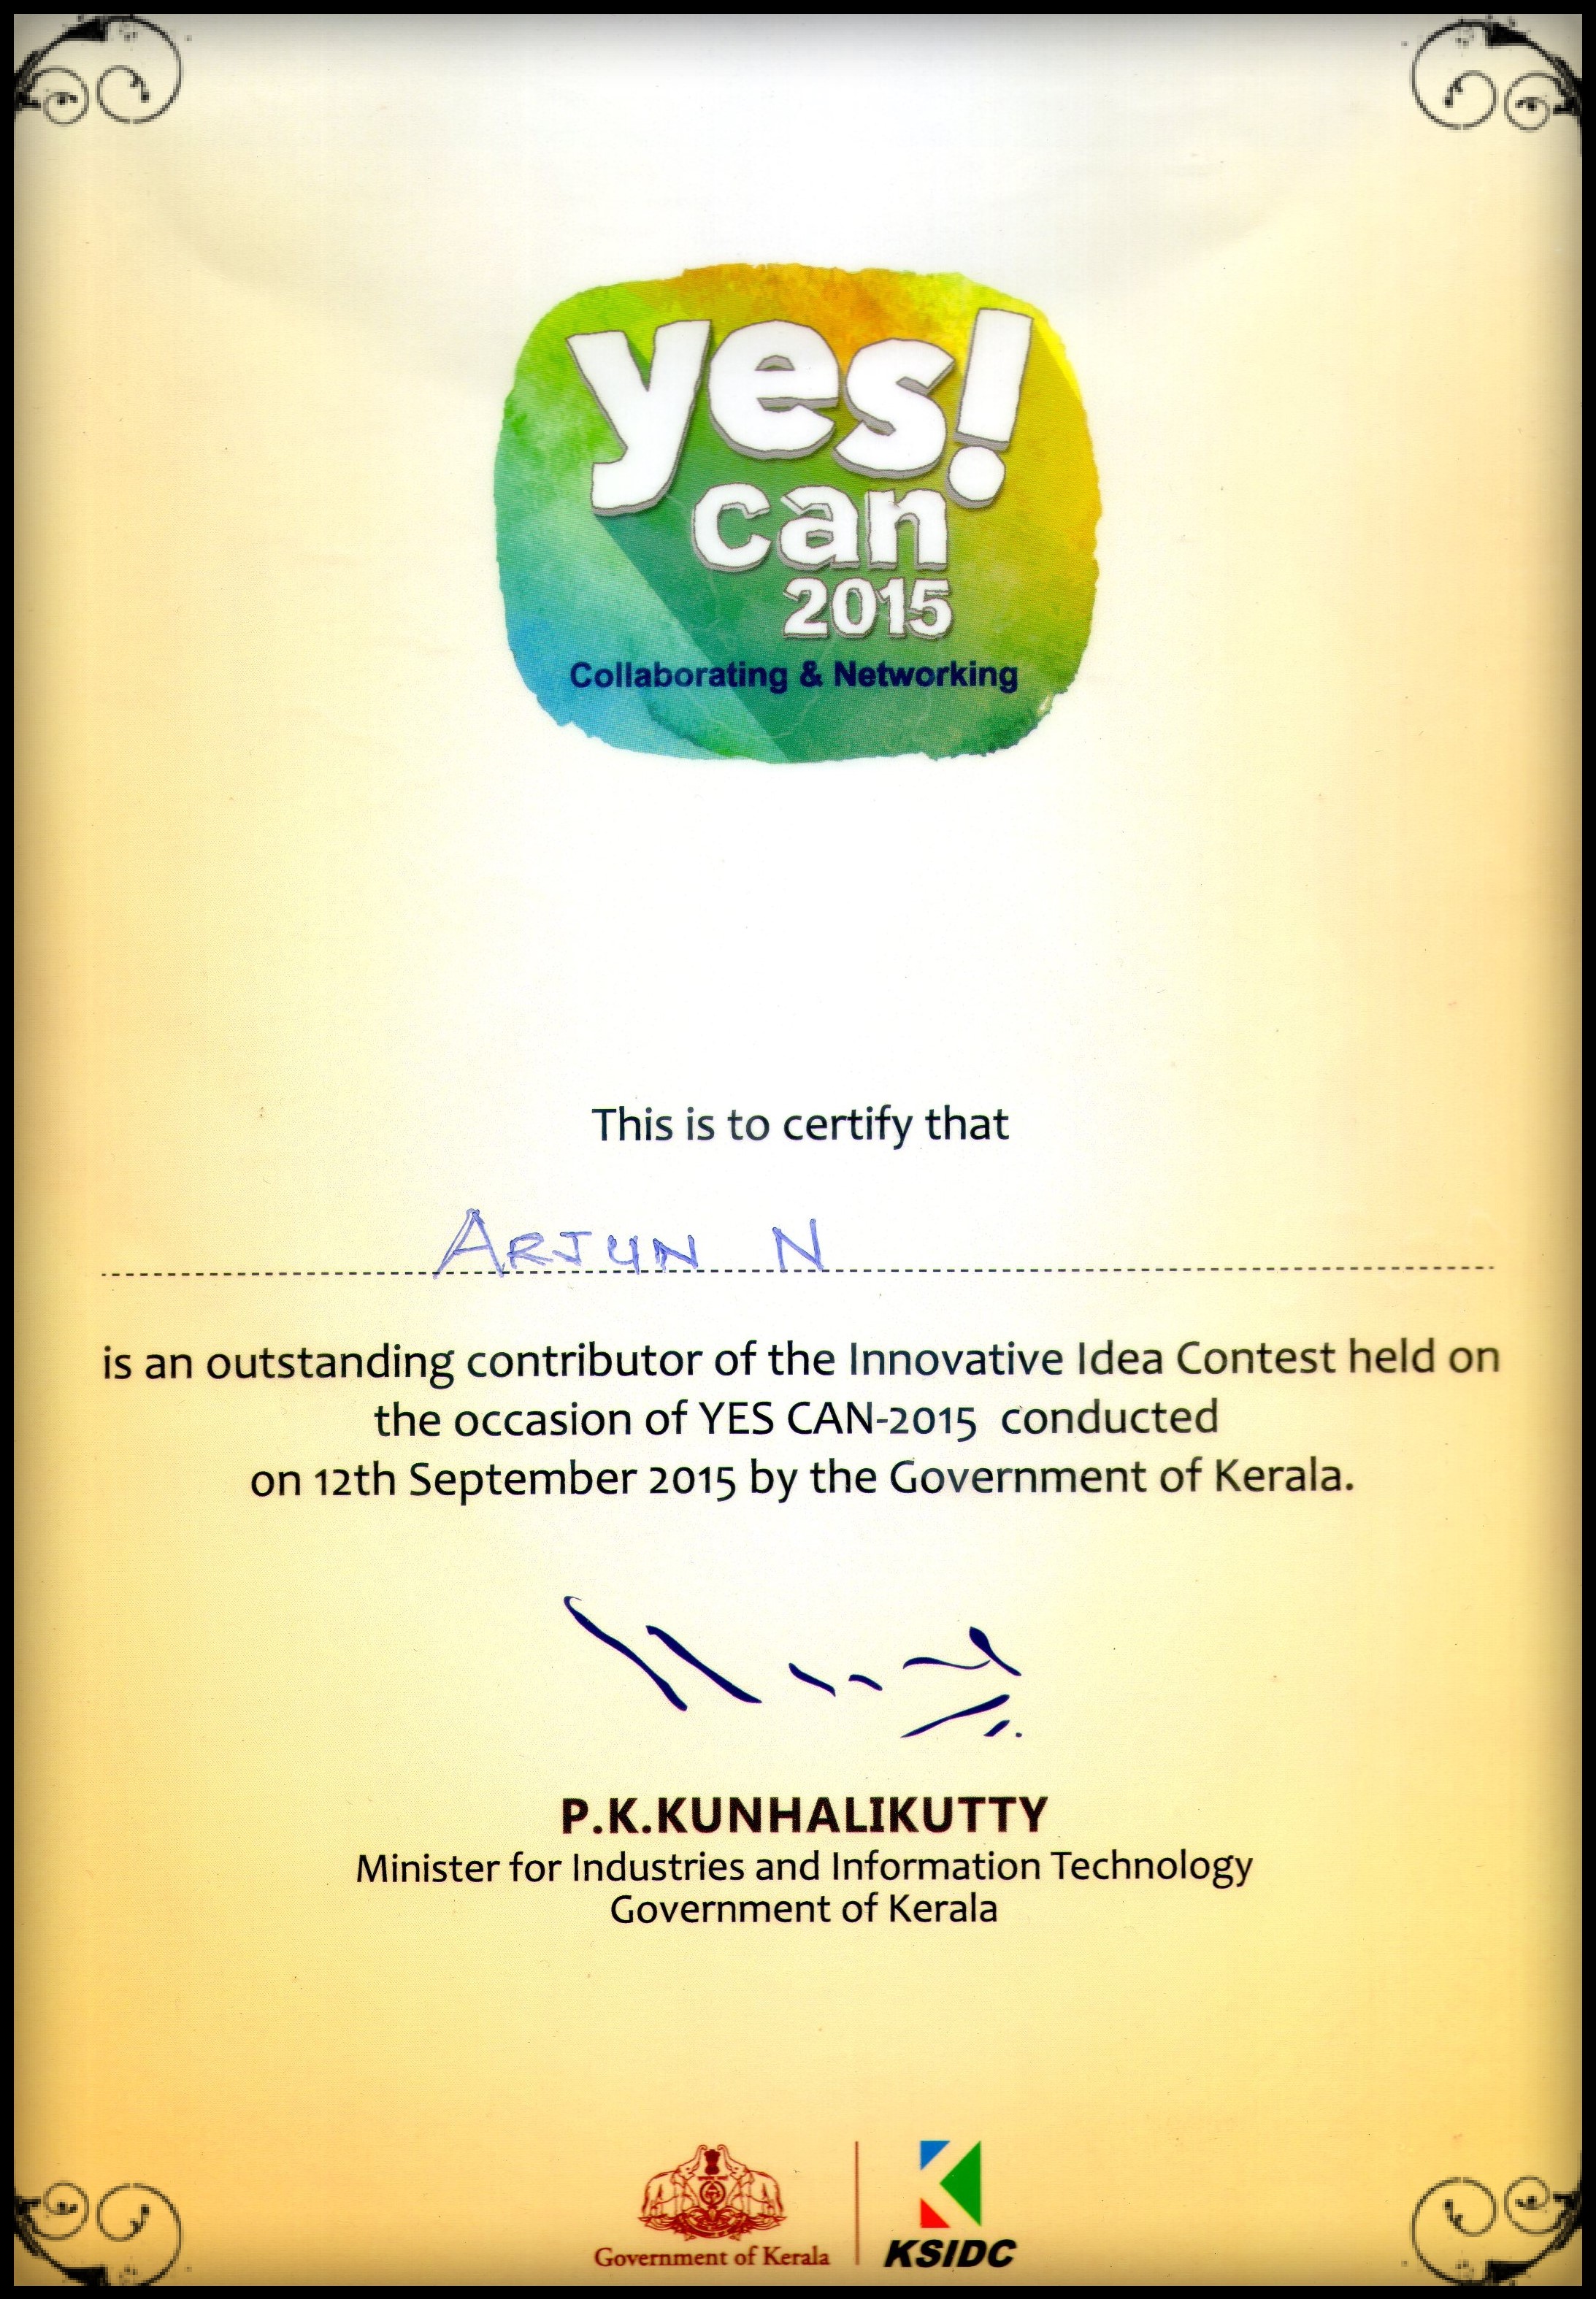 yes!
can
2015
Collaborating & Networking
This is to certify that
ARJUN N
is an outstanding contributor of the Innovative Idea Contest held on
the occasion of YES CAN-2015 conducted
on 12th September 2015 by the Government of Kerala.
P.K.KUNHALIKUTTY
Minister for Industries and Information Technology
Government of Kerala
Government of Kerala
KSIDC